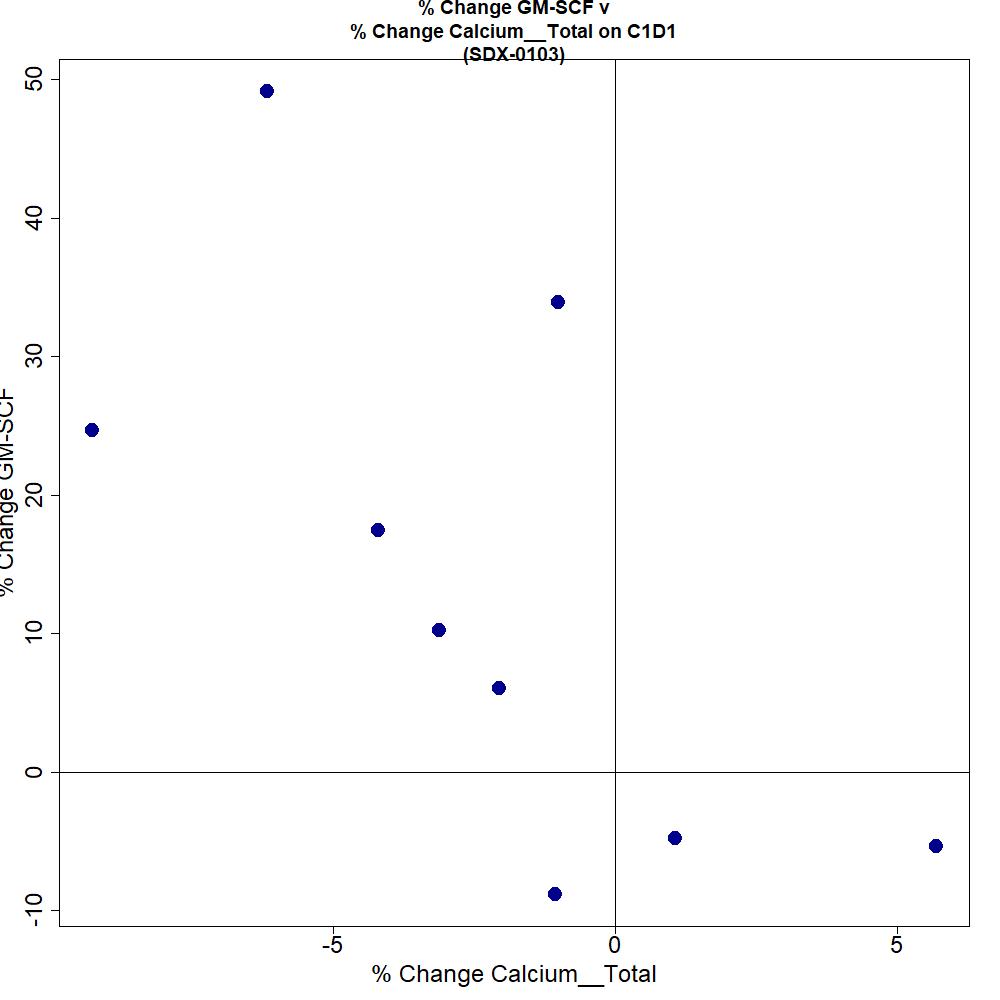 % Change GM-SCF v
% Change Calcium__Total on C1D1
(SDX-0103)
% Change GM-SCF
50
40
30
20
10
0
-10
-5
0
5
% Change Calcium__Total